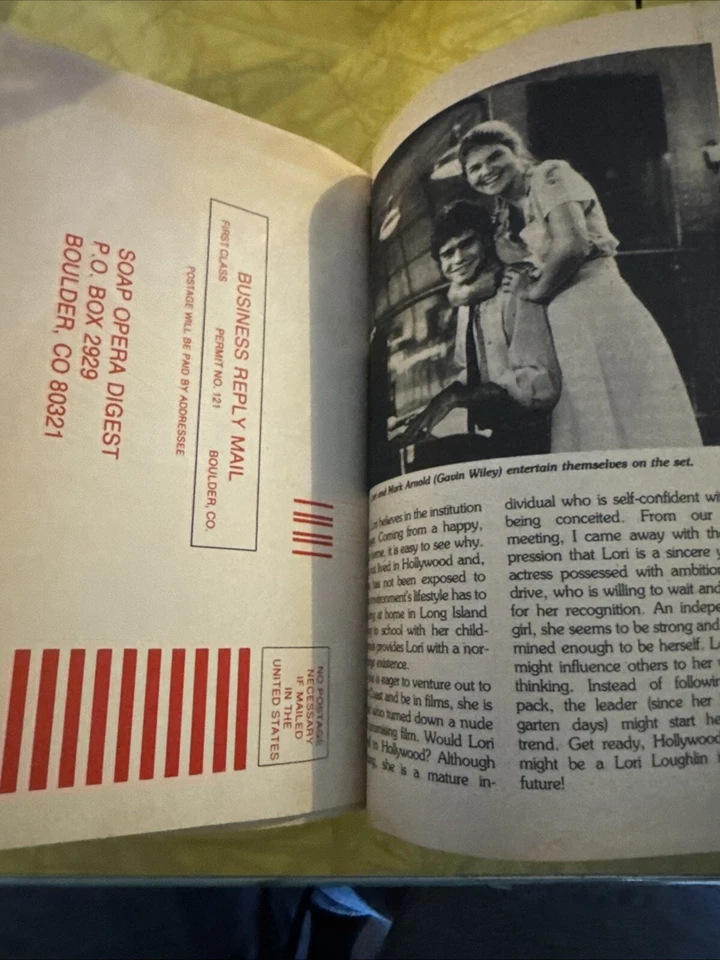 BUSINESS REPLY MAIL
FIRST CLASS PERMIT NO. 121 BOULDER, CO.
POSTAGE WILL BE PAID BY ADDRESSEE
SOAP OPERA DIGEST
P.O. BOX 2929
BOULDER, CO 80321
NO POSTAGE
NECESSARY
IF MAILED
IN THE
UNITED STATES
and Mark Arnold (Gavin Wiley) entertain themselves on the set.
believes in the institution
Coming from a happy,
it is easy to see why.
lived in Hollywood and,
has not been exposed to
lifestyle has to
at home in Long Island
to school with her child-
provides Lori with a nor-
existence.
is eager to venture out to
Coast and be in films, she is
who turned down a nude
film. Would Lori
in Hollywood? Although
she is a mature in-
dividual who is self-confident
being conceited. From our
meeting, I came away with
pression that Lori is a sincere
actress possessed with
drive, who is willing to wait and
for her recognition. An
girl, she seems to be strong and
mined enough to be herself.
might influence others to her
thinking. Instead of
pack, the leader (since her
garten days) might start
trend. Get ready,
might be a Lori Loughlin
future!